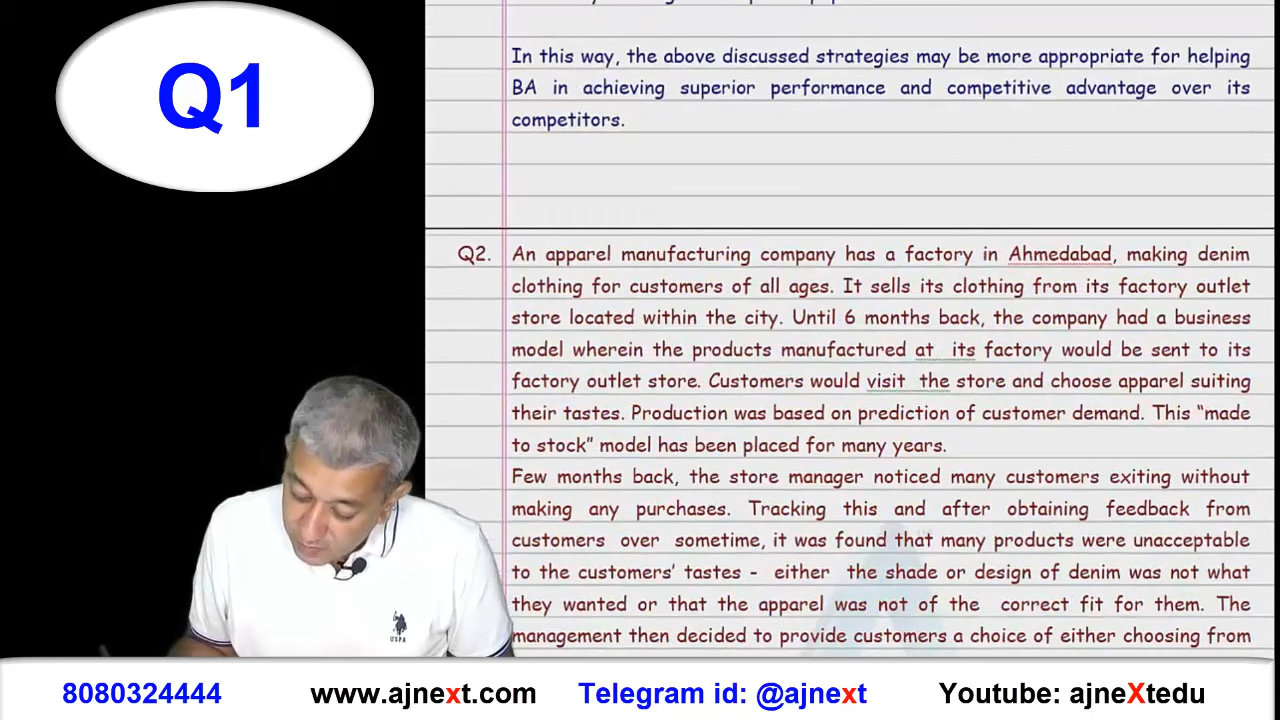 Q1
In this way, the above discussed strategies may be more appropriate for helping
BA in achieving superior performance and competitive advantage over its
competitors.
Q2. An apparel manufacturing company has a factory in Ahmedabad, making denim
clothing for customers of all ages. It sells its clothing from its factory outlet
store located within the city. Until 6 months back, the company had a business
model wherein the products manufactured at its factory would be sent to its
factory outlet store. Customers would visit the store and choose apparel suiting
their tastes. Production was based on prediction of customer demand. This “made
to stock” model has been placed for many years.
Few months back, the store manager noticed many customers exiting without
making any purchases. Tracking this and after obtaining feedback from
customers over sometime, it was found that many products were unacceptable
to the customers’ tastes - either the shade or design of denim was not what
they wanted or that the apparel was not of the correct fit for them. The
management then decided to provide customers a choice of either choosing from
USPA
8080324444 www.ajnext.com Telegram id: @ajnext Youtube: ajneXtedu